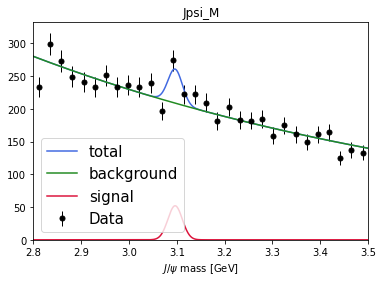 Jpsi_M
300
250
200
150
100
50
0
total
background
signal
Data
2.8 2.9 3.0 3.1 3.2 3.3 3.4 3.5
J/ψ mass [GeV]